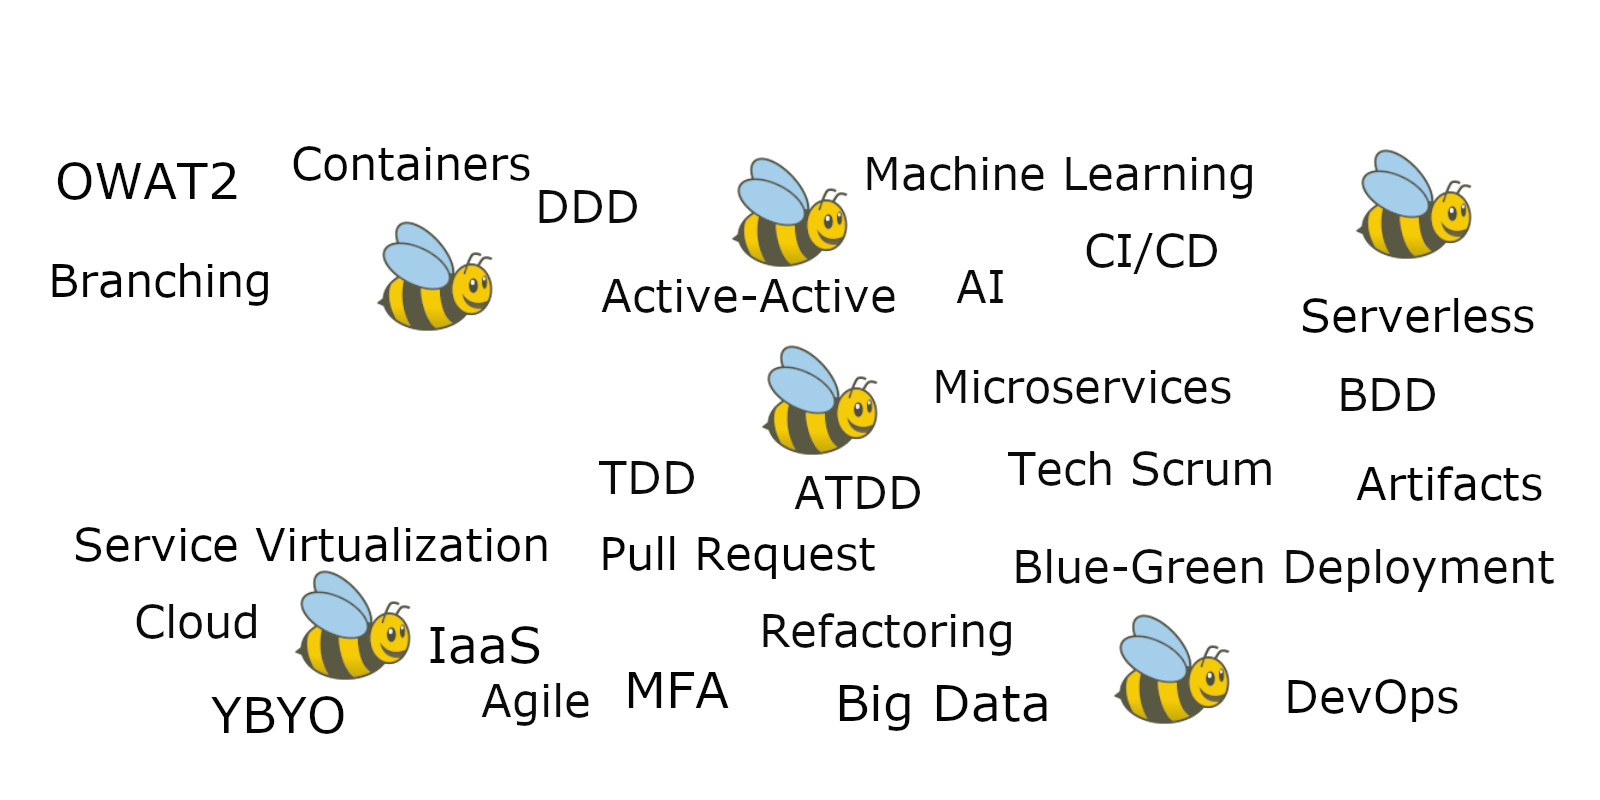 OWAT2
Containers
DDD
Machine Learning
Branching
Active-Active
AI
CI/CD
Serverless
Microservices
BDD
TDD
ATDD
Tech Scrum
Artifacts
Service Virtualization
Pull Request
Blue-Green Deployment
Cloud
IaaS
Refactoring
YBYO
Agile
MFA
Big Data
DevOps